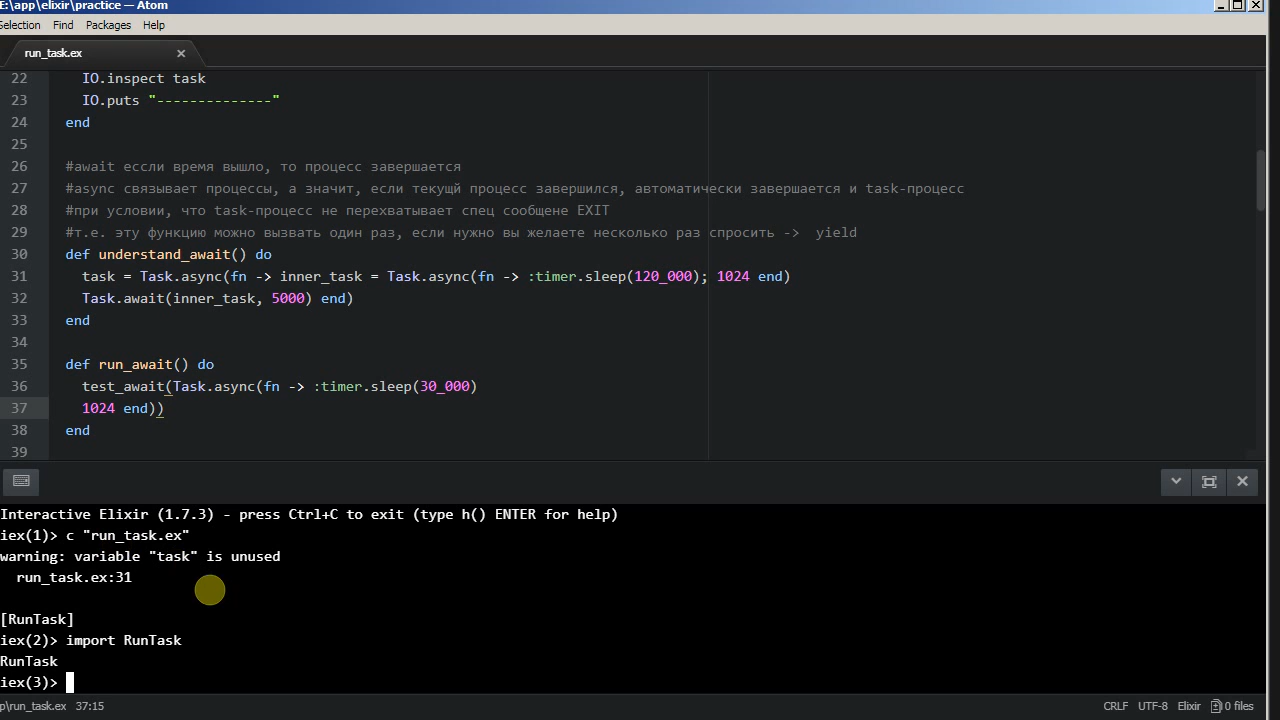 E:\app\elixir\practice — Atom
Selection Find Packages Help
run_task.ex
22 IO.inspect task
23 IO.puts "--------------"
24 end
25
26 #await ессли время вышло, то процесс завершается
27 #async связывает процессы, а значит, если текущй процесс завершился, автоматически завершается и task-процесс
28 #при условии, что task-процесс не перехватывает спец сообщене EXIT
29 #т.е. эту функцию можно вызвать один раз, если нужно вы желаете несколько раз спросить -> yield
30 def understand_await() do
31 task = Task.async(fn -> inner_task = Task.async(fn -> :timer.sleep(120_000); 1024 end)
32 Task.await(inner_task, 5000) end)
33 end
34
35 def run_await() do
36 test_await(Task.async(fn -> :timer.sleep(30_000)
37 1024 end))
38 end
39
Interactive Elixir (1.7.3) - press Ctrl+C to exit (type h() ENTER for help)
iex(1)> c "run_task.ex"
warning: variable "task" is unused
run_task.ex:31
[RunTask]
iex(2)> import RunTask
RunTask
iex(3)>
p\run_task.ex 37:15 CRLF UTF-8 Elixir 0 files